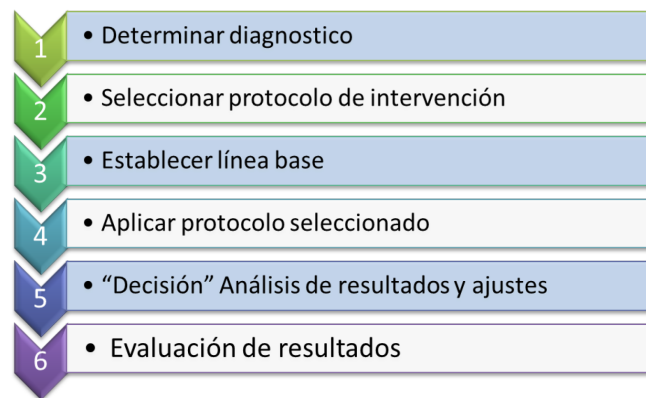 1 • Determinar diagnostico
2 • Seleccionar protocolo de intervención
3 • Establecer línea base
4 • Aplicar protocolo seleccionado
5 • “Decisión” Análisis de resultados y ajustes
6 • Evaluación de resultados